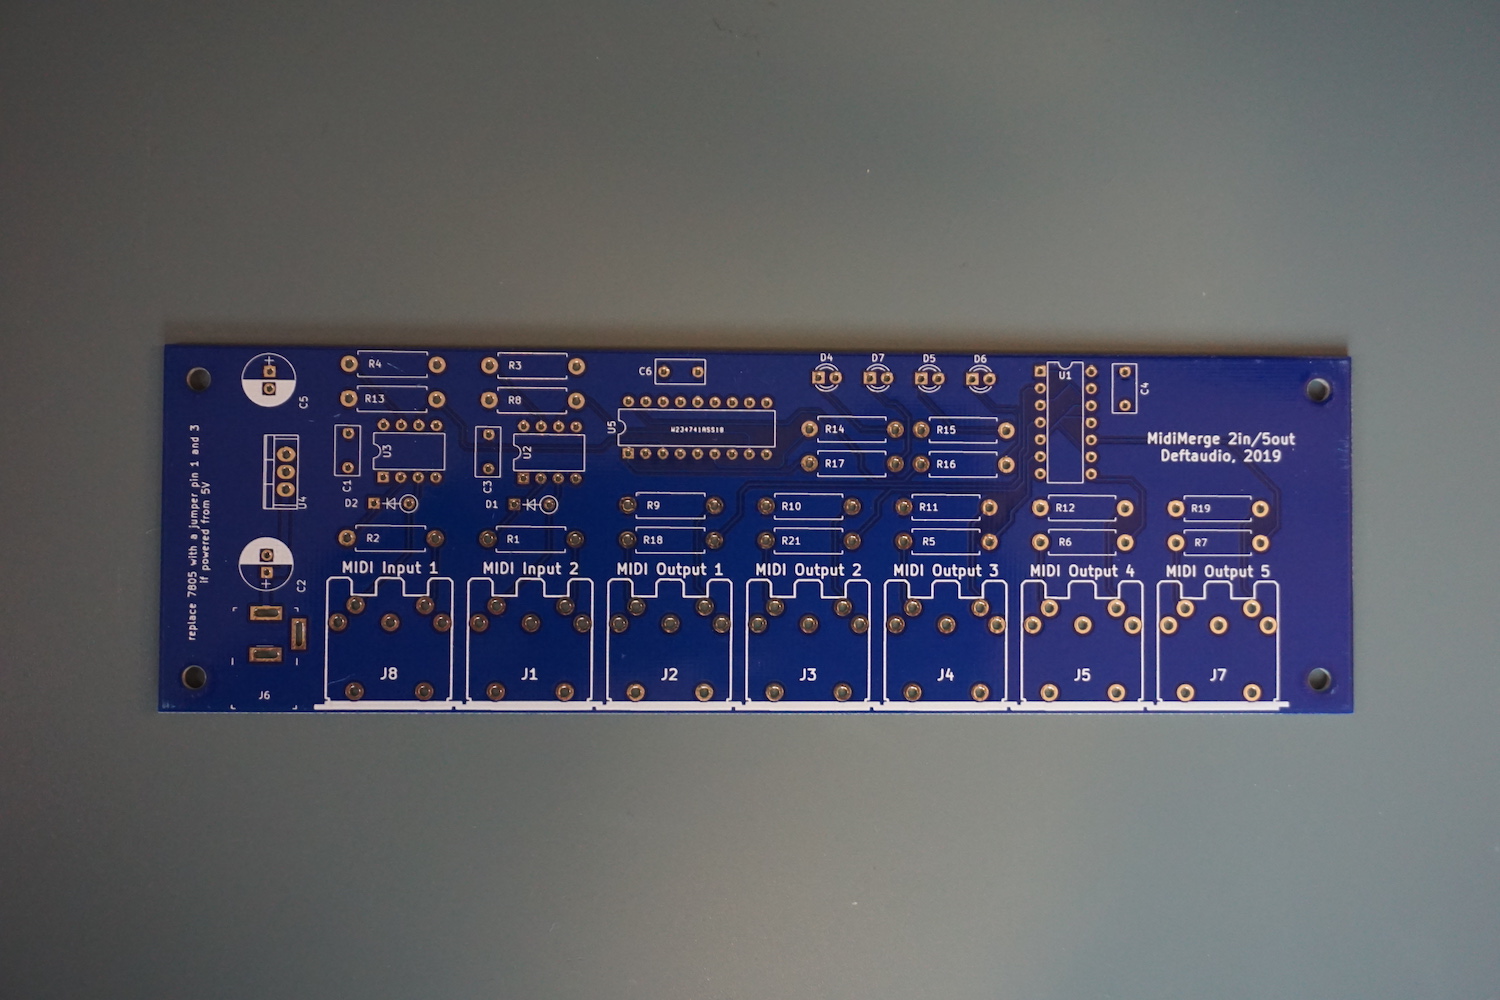 R4
R3
C6
D4
D7
D5
D6
U1
C4
C5
R13
R8
U5
R14
R15
MidiMerge 2in/5out
Deftaudio, 2019
U3
U2
R17
R16
C1
C3
U4
replace 7805 with a jumper pin 1 and 3
if powered from 5V
D2
D1
R9
R10
R11
R12
R19
R2
R1
R18
R21
R5
R6
R7
MIDI Input 1
MIDI Input 2
MIDI Output 1
MIDI Output 2
MIDI Output 3
MIDI Output 4
MIDI Output 5
C2
J8
J1
J2
J3
J4
J5
J7
J6